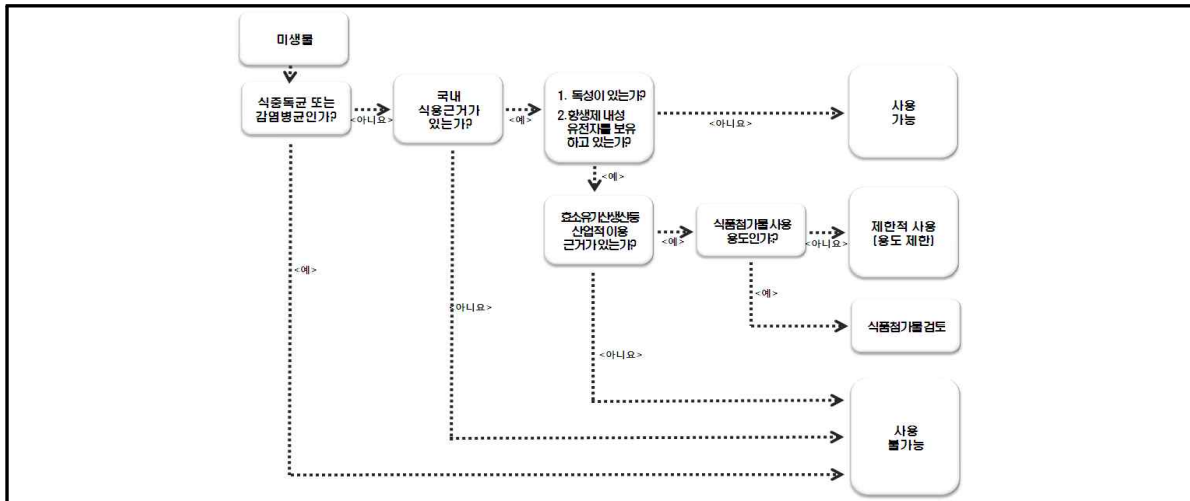 미생물
식중독균 또는
감염병균인가?
<아니요>
국내
식용근거가
있는가?
<예>
1. 독성이 있는가?
2. 항생제 내성
유전자를 보유
하고 있는가?
<아니요>
사용
가능
<예>
효소유기산생산등
산업적 이용
근거가 있는가?
<예>
식품첨가물 사용
용도인가?
<아니요>
제한적 사용
(용도 제한)
<예>
식품첨가물 검토
<예>
<아니요>
<아니요>
사용
불가능